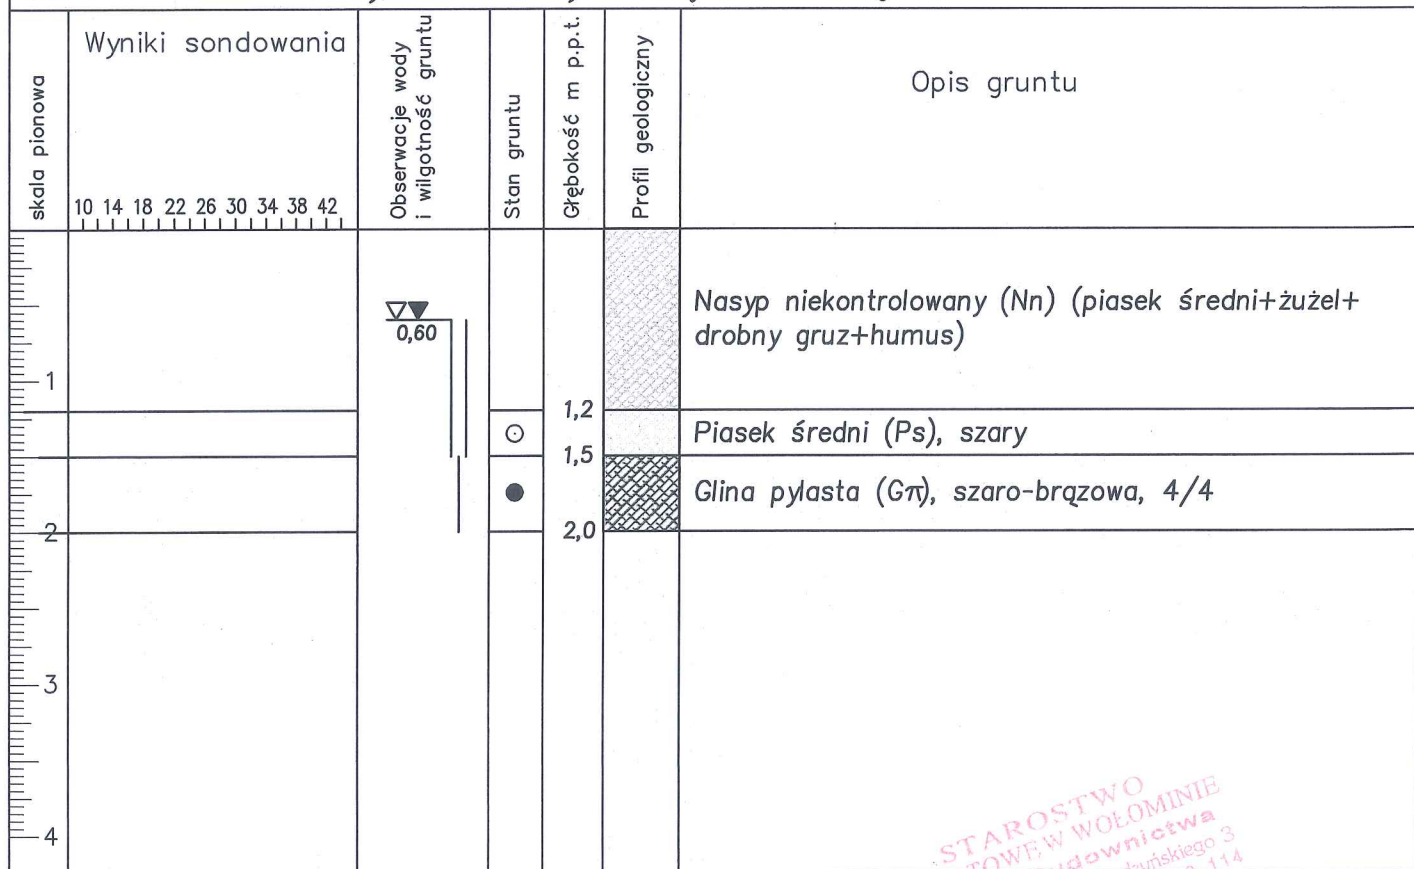 skala pionowa
Wyniki sondowania
10 14 18 22 26 30 34 38 42
Obserwacje wody
i wilgotność gruntu
Stan gruntu
Głębokość m p.p.t.
Profil geologiczny
Opis gruntu
0,60
Nasyp niekontrolowany (Nn) (piasek średni+żużel+
drobny gruz+humus)
1
1,2
Piasek średni (Ps), szary
1,5
Glina pylasta (Gπ), szaro-brązowa, 4/4
2
2,0
3
4
STAROSTWO
W WOŁOMINIE
3
114